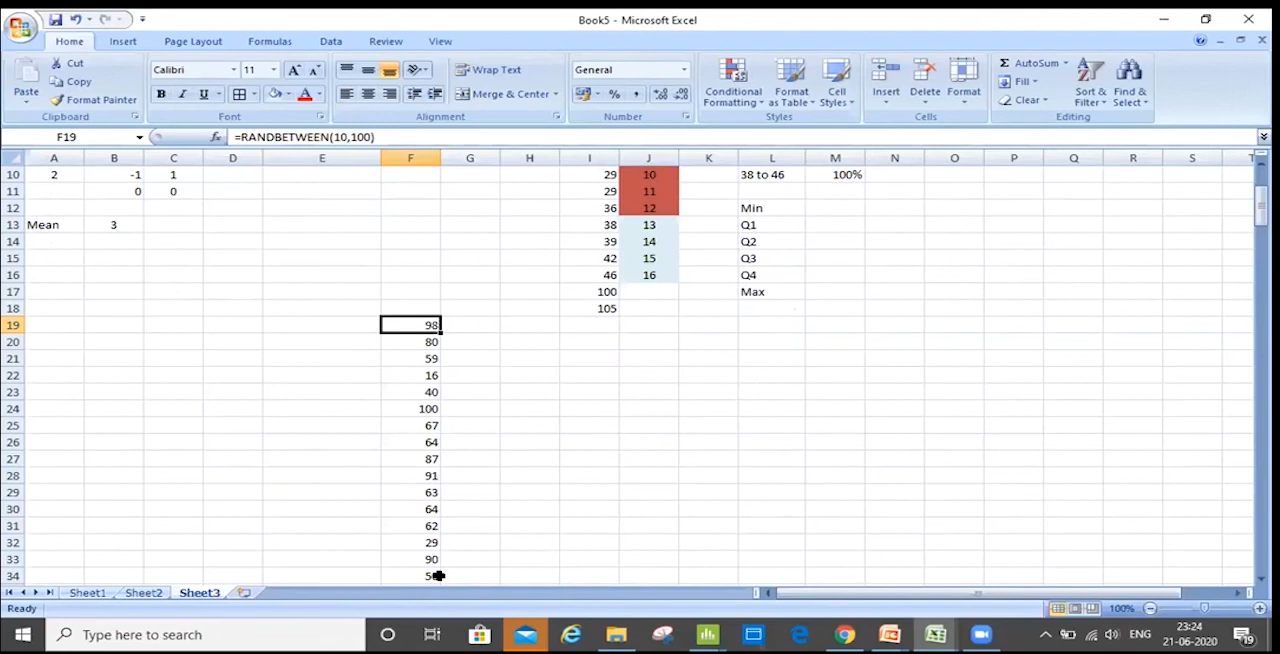 Book5 - Microsoft Excel
Home Insert Page Layout Formulas Data Review View
Cut
Copy
Format Painter
Paste
Clipboard
Calibri 11
B I U
Font
Wrap Text
Merge & Center
Alignment
General
% ,
Number
Conditional Formatting
Format as Table
Cell Styles
Styles
Insert Delete Format
Cells
AutoSum
Fill
Clear
Sort & Filter
Find & Select
Editing
F19 fx =RANDBETWEEN(10,100)
A B C D E F G H I J K L M N O P Q R S T
10 2 -1 1 29 10 38 to 46 100%
11 0 0 29 11
12 36 12 Min
13 Mean 3 38 13 Q1
14 39 14 Q2
15 42 15 Q3
16 46 16 Q4
17 100 Max
18 105
19 98
20 80
21 59
22 16
23 40
24 100
25 67
26 64
27 87
28 91
29 63
30 64
31 62
32 29
33 90
34
Sheet1 Sheet2 Sheet3
Ready 100%
Type here to search
ENG
23:24
21-06-2020
19